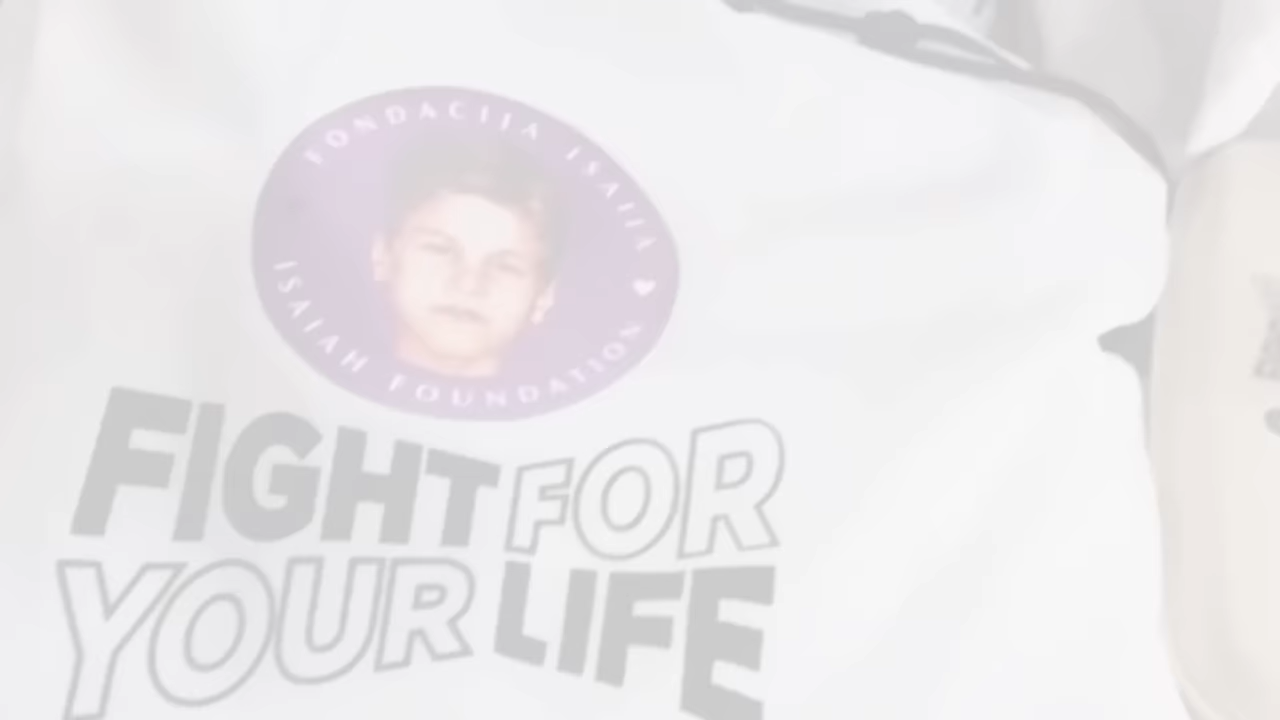 FONDACIJA ISAIJA
ISAIAH FOUNDATION
FIGHT FOR
YOUR LIFE